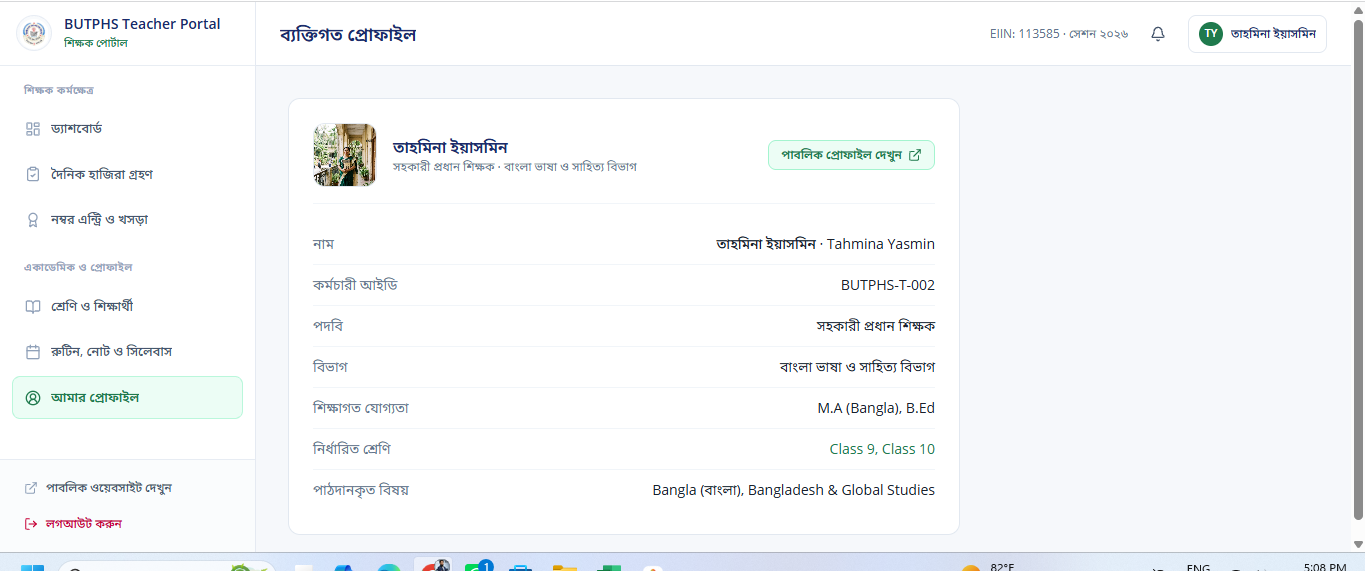 BUTPHS Teacher Portal
শিক্ষক পোর্টাল
ব্যক্তিগত প্রোফাইল
EIIN: 113585 · সেশন ২০২৬
TY
তাহমিনা ইয়াসমিন
শিক্ষক কর্মক্ষেত্র
ড্যাশবোর্ড
দৈনিক হাজিরা গ্রহণ
নম্বর এন্ট্রি ও খসড়া
একাডেমিক ও প্রোফাইল
শ্রেণি ও শিক্ষার্থী
রুটিন, নোট ও সিলেবাস
আমার প্রোফাইল
পাবলিক ওয়েবসাইট দেখুন
লগআউট করুন
তাহমিনা ইয়াসমিন
সহকারী প্রধান শিক্ষক · বাংলা ভাষা ও সাহিত্য বিভাগ
পাবলিক প্রোফাইল দেখুন
নাম তাহমিনা ইয়াসমিন · Tahmina Yasmin
কর্মচারী আইডি BUTPHS-T-002
পদবি সহকারী প্রধান শিক্ষক
বিভাগ বাংলা ভাষা ও সাহিত্য বিভাগ
শিক্ষাগত যোগ্যতা M.A (Bangla), B.Ed
নির্ধারিত শ্রেণি Class 9, Class 10
পাঠদানকৃত বিষয় Bangla (বাংলা), Bangladesh & Global Studies
1
82°F
ENG
5:08 PM